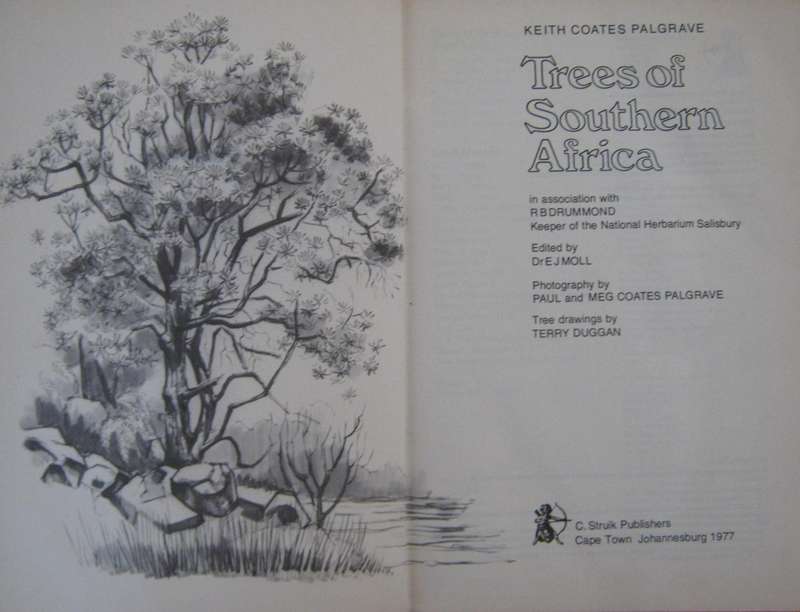 KEITH COATES PALGRAVE
Trees of
Southern
Africa
in association with
R B DRUMMOND
Keeper of the National Herbarium Salisbury
Edited by
Dr E J MOLL
Photography by
PAUL and MEG COATES PALGRAVE
Tree drawings by
TERRY DUGGAN
C. Struik Publishers
Cape Town Johannesburg 1977